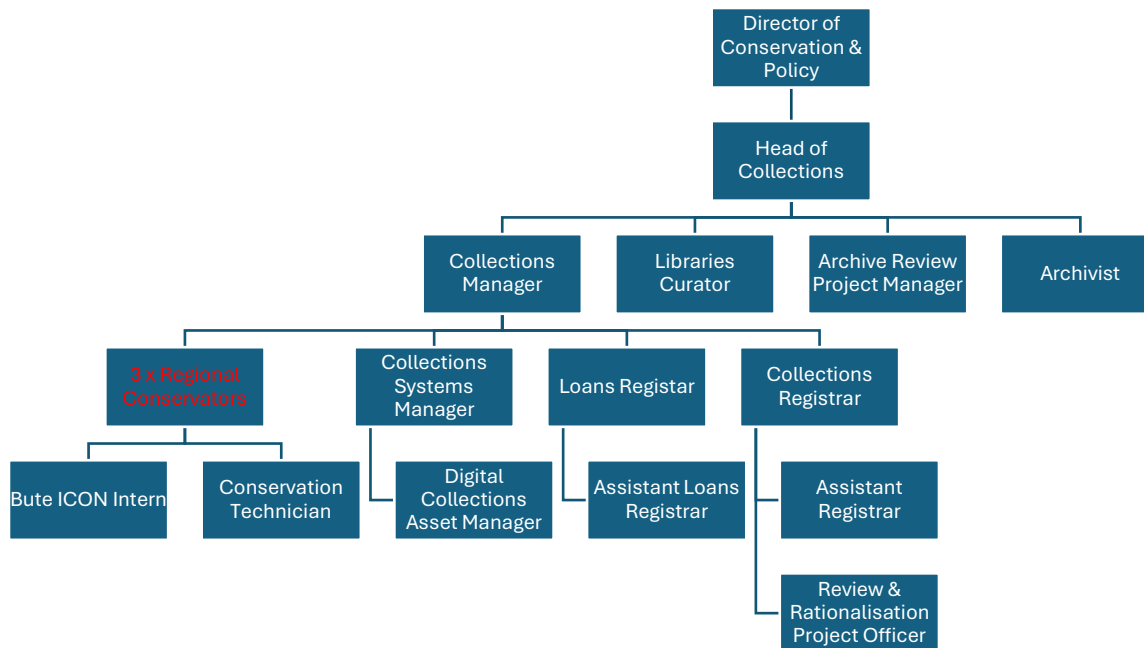 Director of
Conservation &
Policy
Head of
Collections
Collections
Manager
Libraries
Curator
Archive Review
Project Manager
Archivist
3 x Regional
Conservators
Collections
Systems
Manager
Loans Registar
Collections
Registrar
Bute ICON Intern
Conservation
Technician
Digital
Collections
Asset Manager
Assistant Loans
Registrar
Assistant
Registrar
Review &
Rationalisation
Project Officer